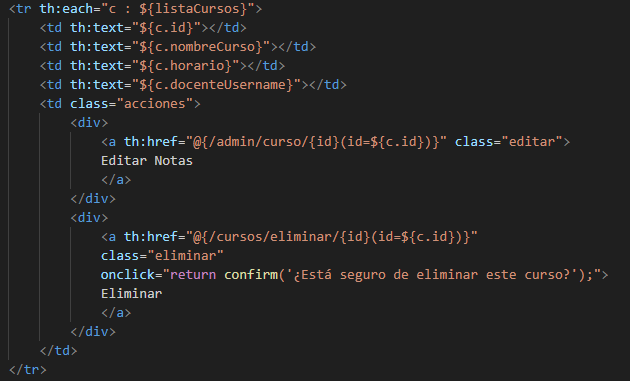 <tr th:each="c : ${listaCursos}">
<td th:text="${c.id}"></td>
<td th:text="${c.nombreCurso}"></td>
<td th:text="${c.horario}"></td>
<td th:text="${c.docenteUsername}"></td>
<td class="acciones">
<div>
<a th:href="@{/admin/curso/{id}(id=${c.id})}" class="editar">
Editar Notas
</a>
</div>
<div>
<a th:href="@{/cursos/eliminar/{id}(id=${c.id})}"
class="eliminar"
onclick="return confirm('¿Está seguro de eliminar este curso?');">
Eliminar
</a>
</div>
</td>
</tr>